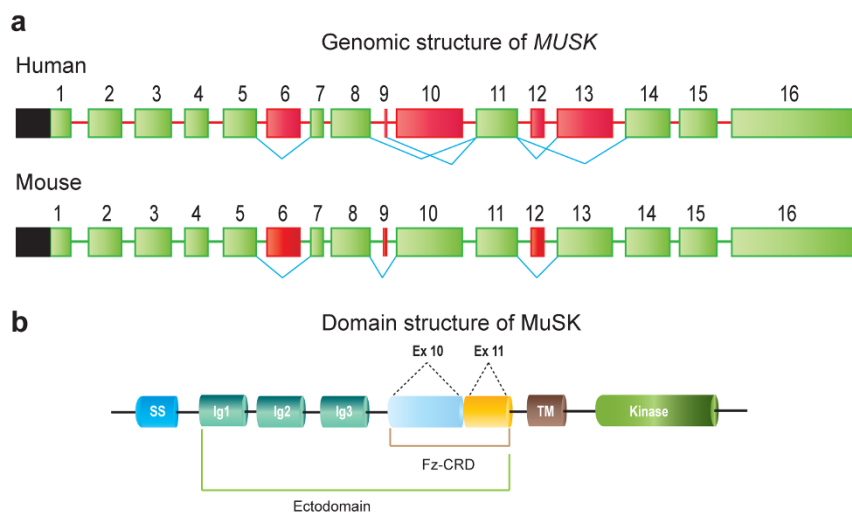 a
Genomic structure of MUSK
Human
1 2 3 4 5 6 7 8 9 10 11 12 13 14 15 16
Mouse
1 2 3 4 5 6 7 8 9 10 11 12 13 14 15 16
b
Domain structure of MuSK
Ex 10 Ex 11
SS Ig1 Ig2 Ig3 TM Kinase
Fz-CRD
Ectodomain